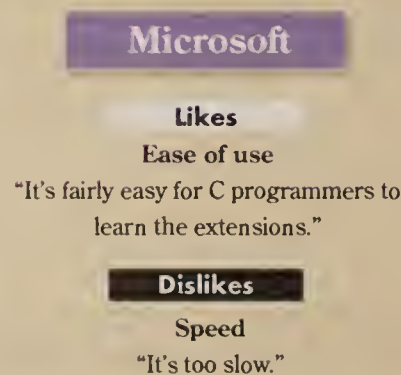 Microsoft
Likes
Ease of use
"It's fairly easy for C programmers to
learn the extensions."
Dislikes
Speed
"It's too slow."